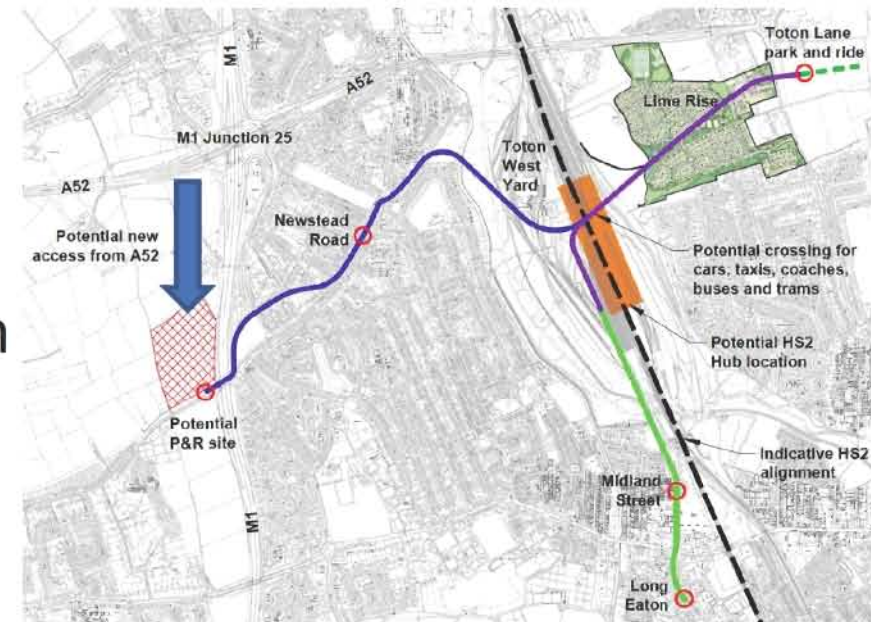 M1
A52
Toton Lane
park and ride
Lime Rise
M1 Junction 25
Toton
West
Yard
A52
Potential new
access from A52
Newstead
Road
Potential crossing for
cars, taxis, coaches,
buses and trams
Potential HS2
Hub location
Potential
P&R site
Indicative HS2
alignment
Midland
Street
M1
Long
Eaton